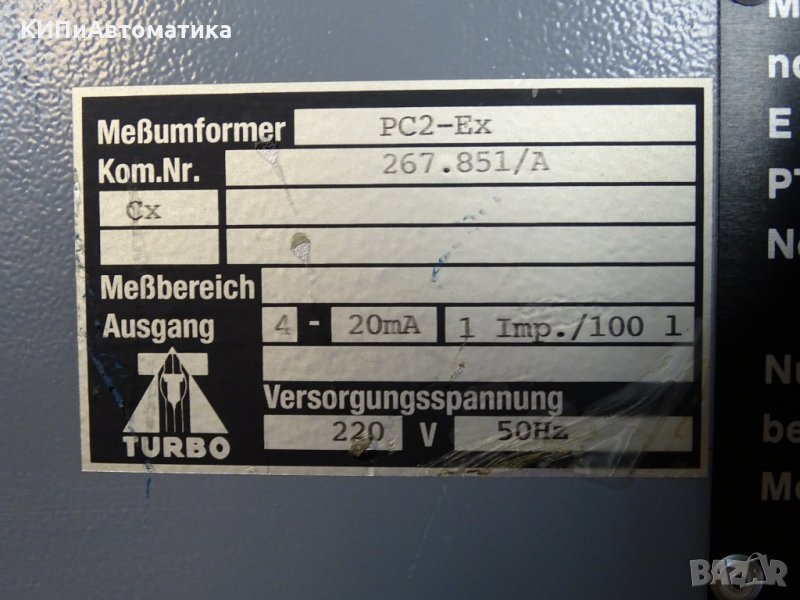 КИПиАвтоматика
Meßumformer PC2-Ex
Kom.Nr. 267.851/A
Cx
Meßbereich
Ausgang 4 - 20mA 1 Imp./100 l
TURBO
Versorgungsspannung
220 V 50Hz
E
BAZAR